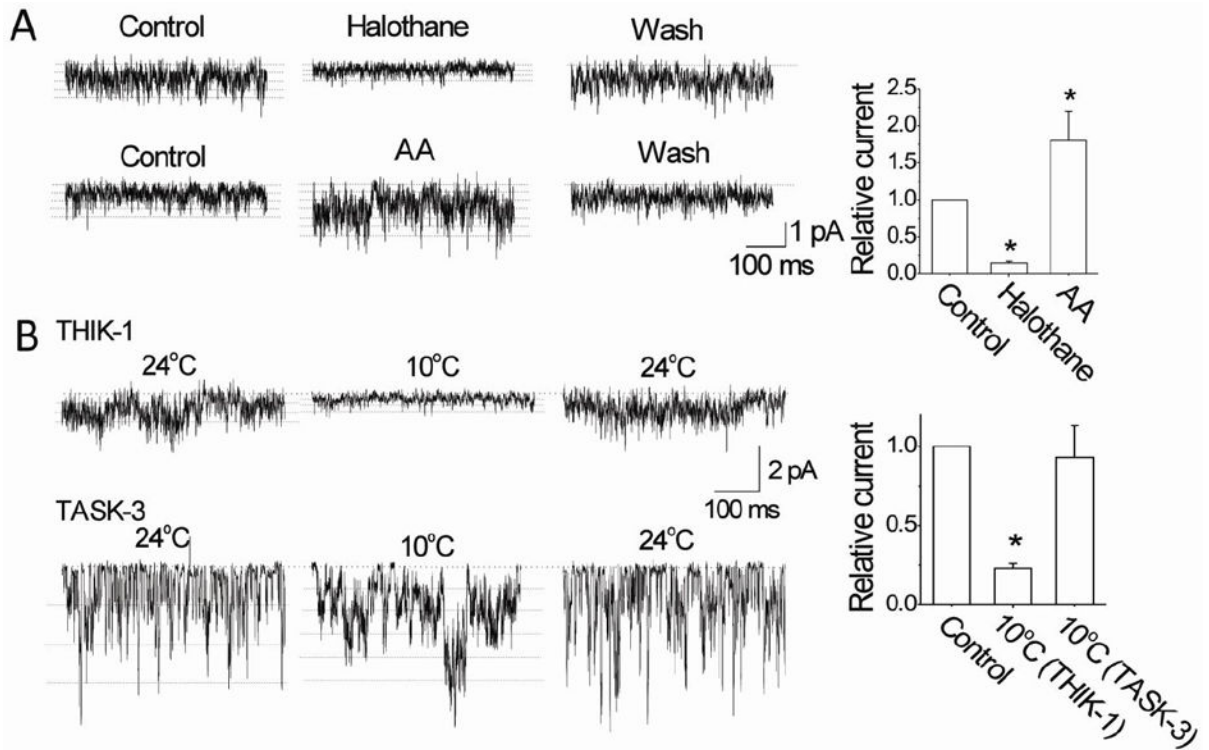 A
Control
Halothane
Wash
Control
AA
Wash
1 pA
100 ms
Relative current
2.5
2.0
1.5
1.0
0.5
0.0
*
*
Control
Halothane
AA
B
THIK-1
24°C
10°C
24°C
2 pA
100 ms
TASK-3
24°C
10°C
24°C
Relative current
1.0
0.5
0.0
*
Control
10°C (THIK-1)
10°C (TASK-3)